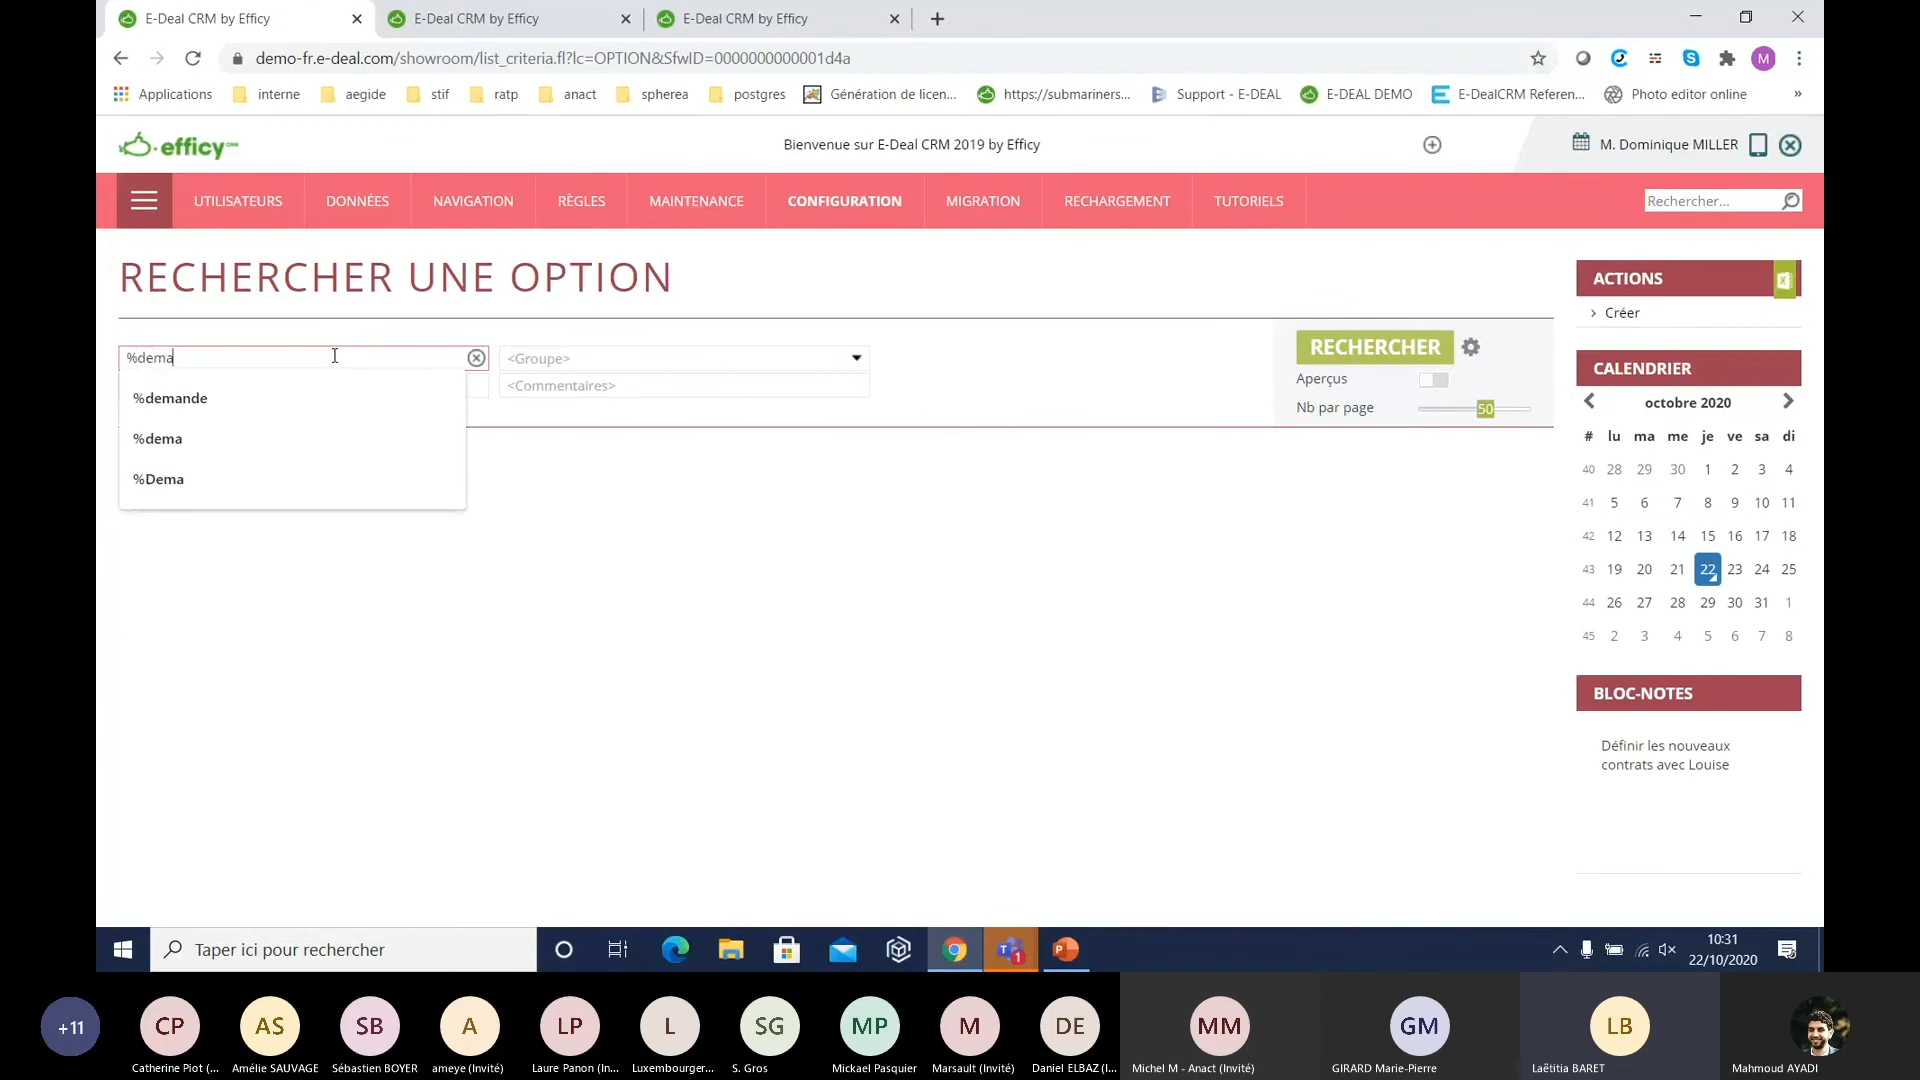 E-Deal CRM by Efficy
E-Deal CRM by Efficy
E-Deal CRM by Efficy
demo-fr.e-deal.com/showroom/list_criteria.fl?lc=OPTION&SfwID=0000000000001d4a
M
Applications
interne
aegide
stif
ratp
anact
spherea
postgres
Génération de licen...
https://submariners...
Support - E-DEAL
E-DEAL DEMO
E-DealCRM Referen...
Photo editor online
»
efficy CRM
Bienvenue sur E-Deal CRM 2019 by Efficy
M. Dominique MILLER
UTILISATEURS
DONNÉES
NAVIGATION
RÈGLES
MAINTENANCE
CONFIGURATION
MIGRATION
RECHARGEMENT
TUTORIELS
Rechercher...
RECHERCHER UNE OPTION
%dema
<Groupe>
<Commentaires>
%demande
%dema
%Dema
RECHERCHER
Aperçus
Nb par page
50
ACTIONS
Créer
CALENDRIER
octobre 2020
# lu ma me je ve sa di
40 28 29 30 1 2 3 4
41 5 6 7 8 9 10 11
42 12 13 14 15 16 17 18
43 19 20 21 22 23 24 25
44 26 27 28 29 30 31 1
45 2 3 4 5 6 7 8
BLOC-NOTES
Définir les nouveaux
contrats avec Louise
Taper ici pour rechercher
1
10:31
22/10/2020
+11
CP
AS
SB
A
LP
L
SG
MP
M
DE
MM
GM
LB
Catherine Piot (...
Amélie SAUVAGE
Sébastien BOYER
ameye (Invité)
Laure Panon (In...
Luxembourger...
S. Gros
Mickael Pasquier
Marsault (Invité)
Daniel ELBAZ (I...
Michel M - Anact (Invité)
GIRARD Marie-Pierre
Laëtitia BARET
Mahmoud AYADI